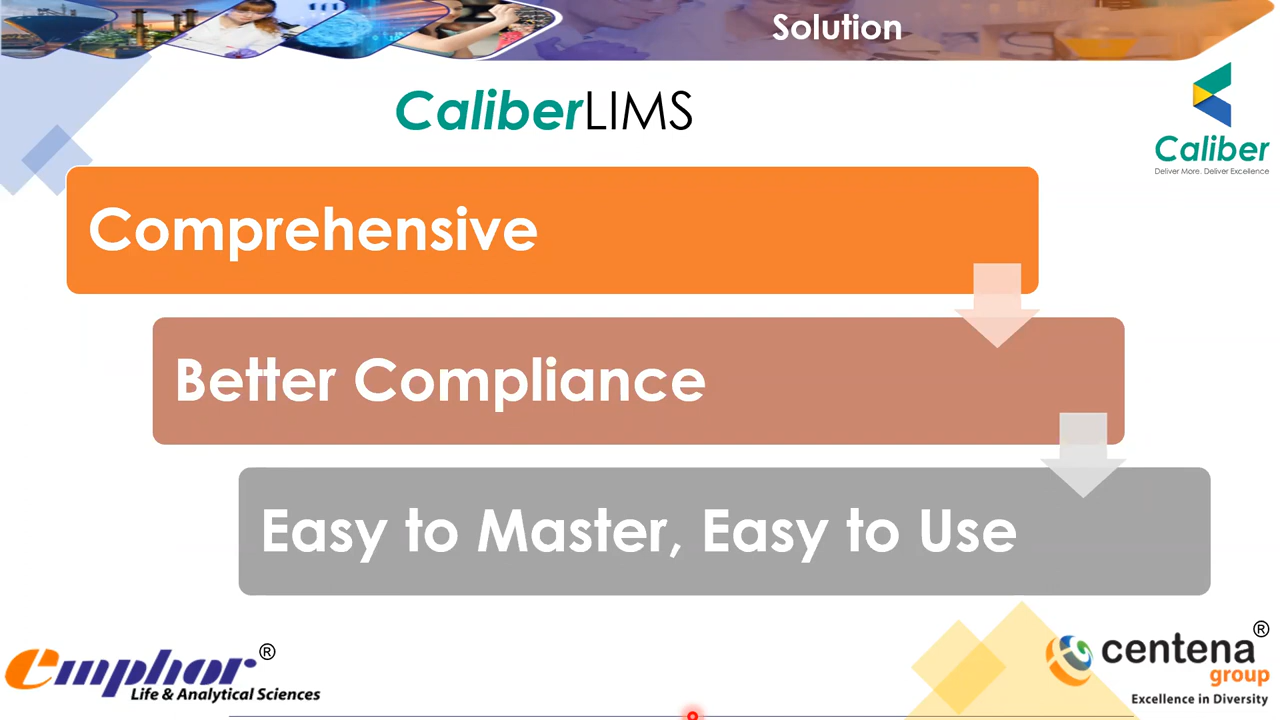 Solution
CaliberLIMS
Caliber
Deliver More. Deliver Excellence
Comprehensive
Better Compliance
Easy to Master, Easy to Use
emphor®
Life & Analytical Sciences
centena®
group
Excellence in Diversity